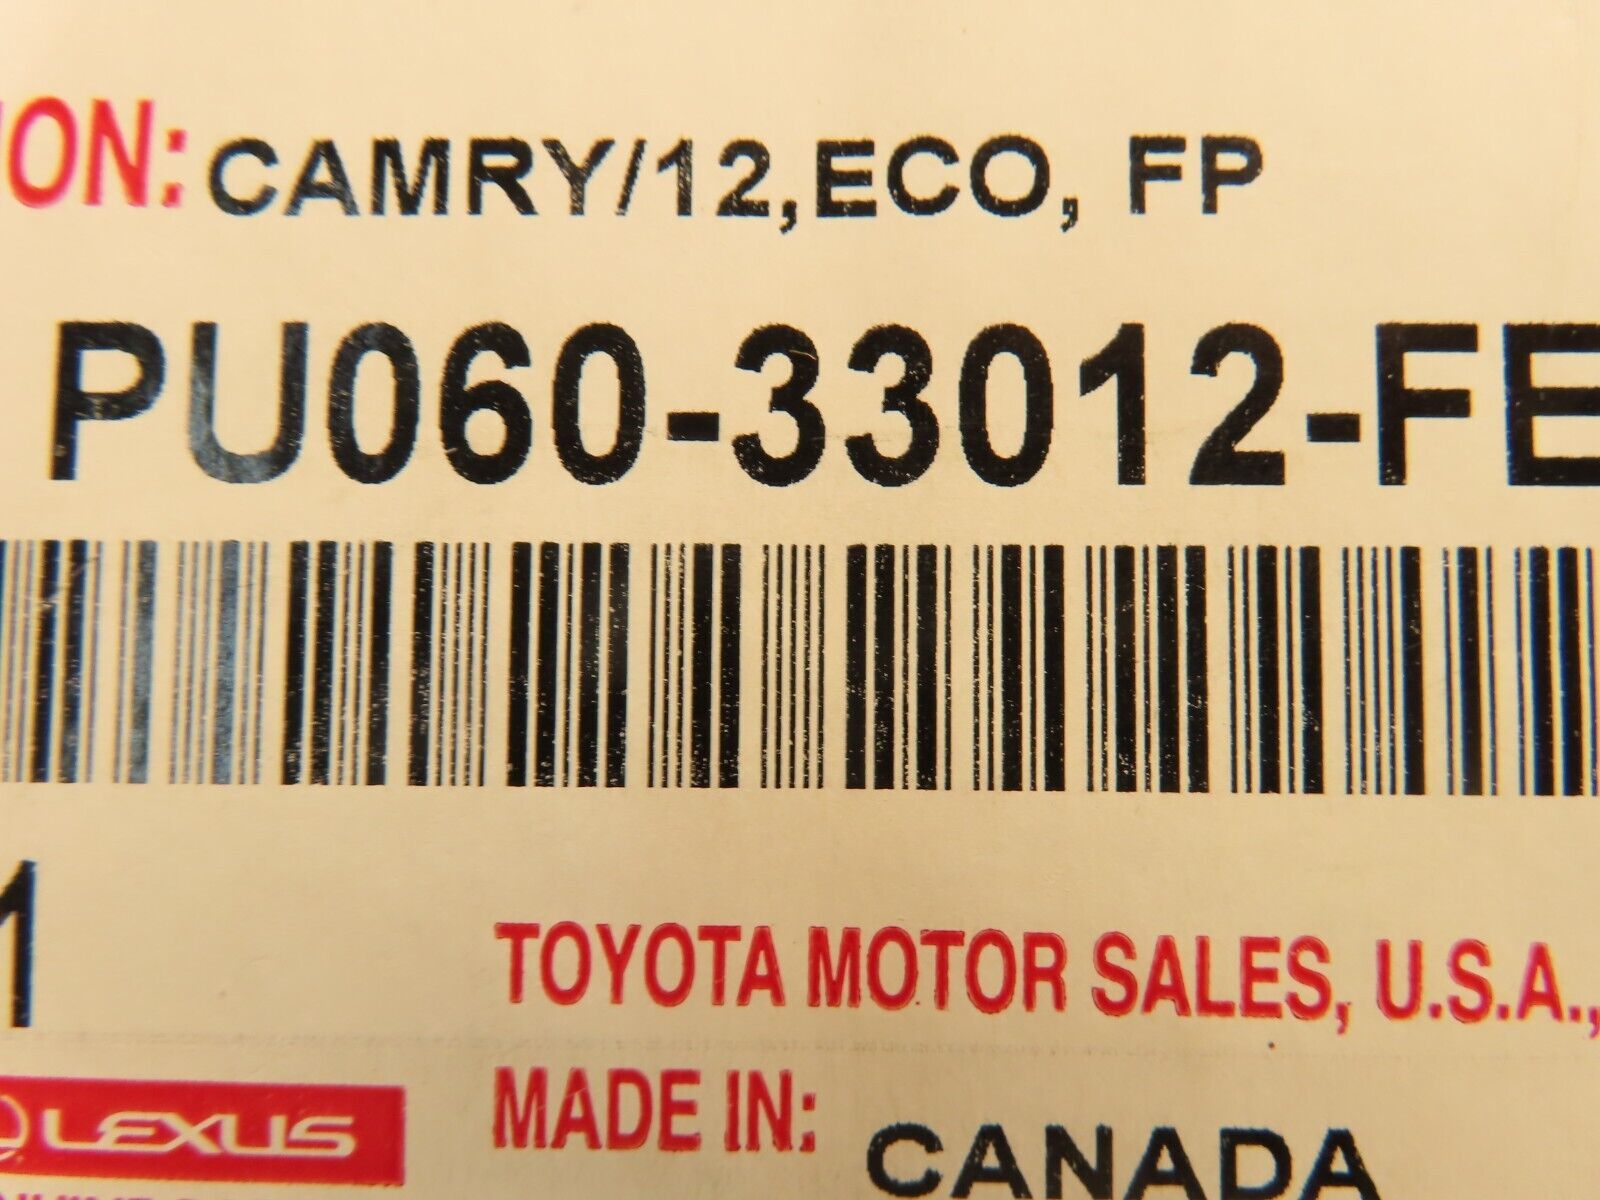 ION: CAMRY/12,ECO, FP
PU060-33012-FE
1
TOYOTA MOTOR SALES, U.S.A.,
MADE IN: CANADA
LEXUS